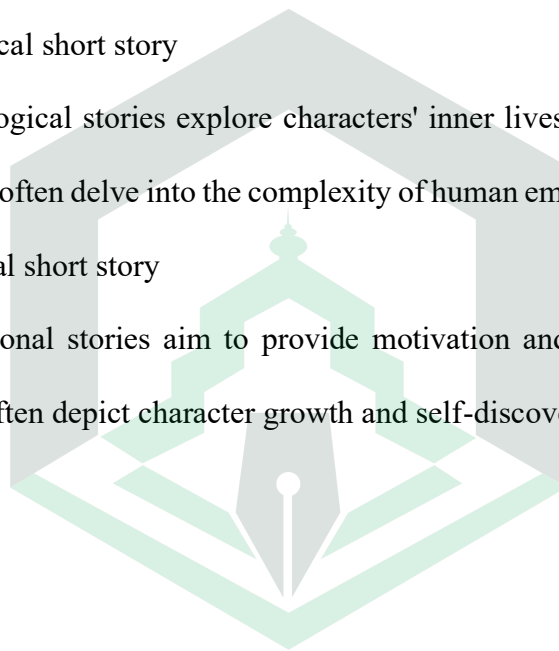 cal short story
ogical stories explore characters' inner lives
often delve into the complexity of human em
al short story
onal stories aim to provide motivation and
ften depict character growth and self-discov